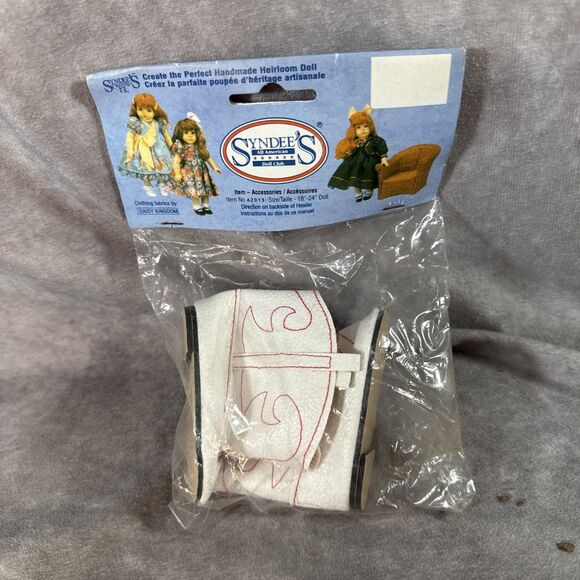 SYNDEE'S
Create the Perfect Handmade Heirloom Doll
Créez la parfaite poupée d'héritage artisanale
SYNDEE'S ®
All American
Doll Club
Item - Accessories / Accéssoires
Item No. 62013 Size/Taille - 18"-24" Doll
Direction on backside of Header
Instructions au dos de ce manuel
Clothing fabrics by:
DAISY KINGDOM